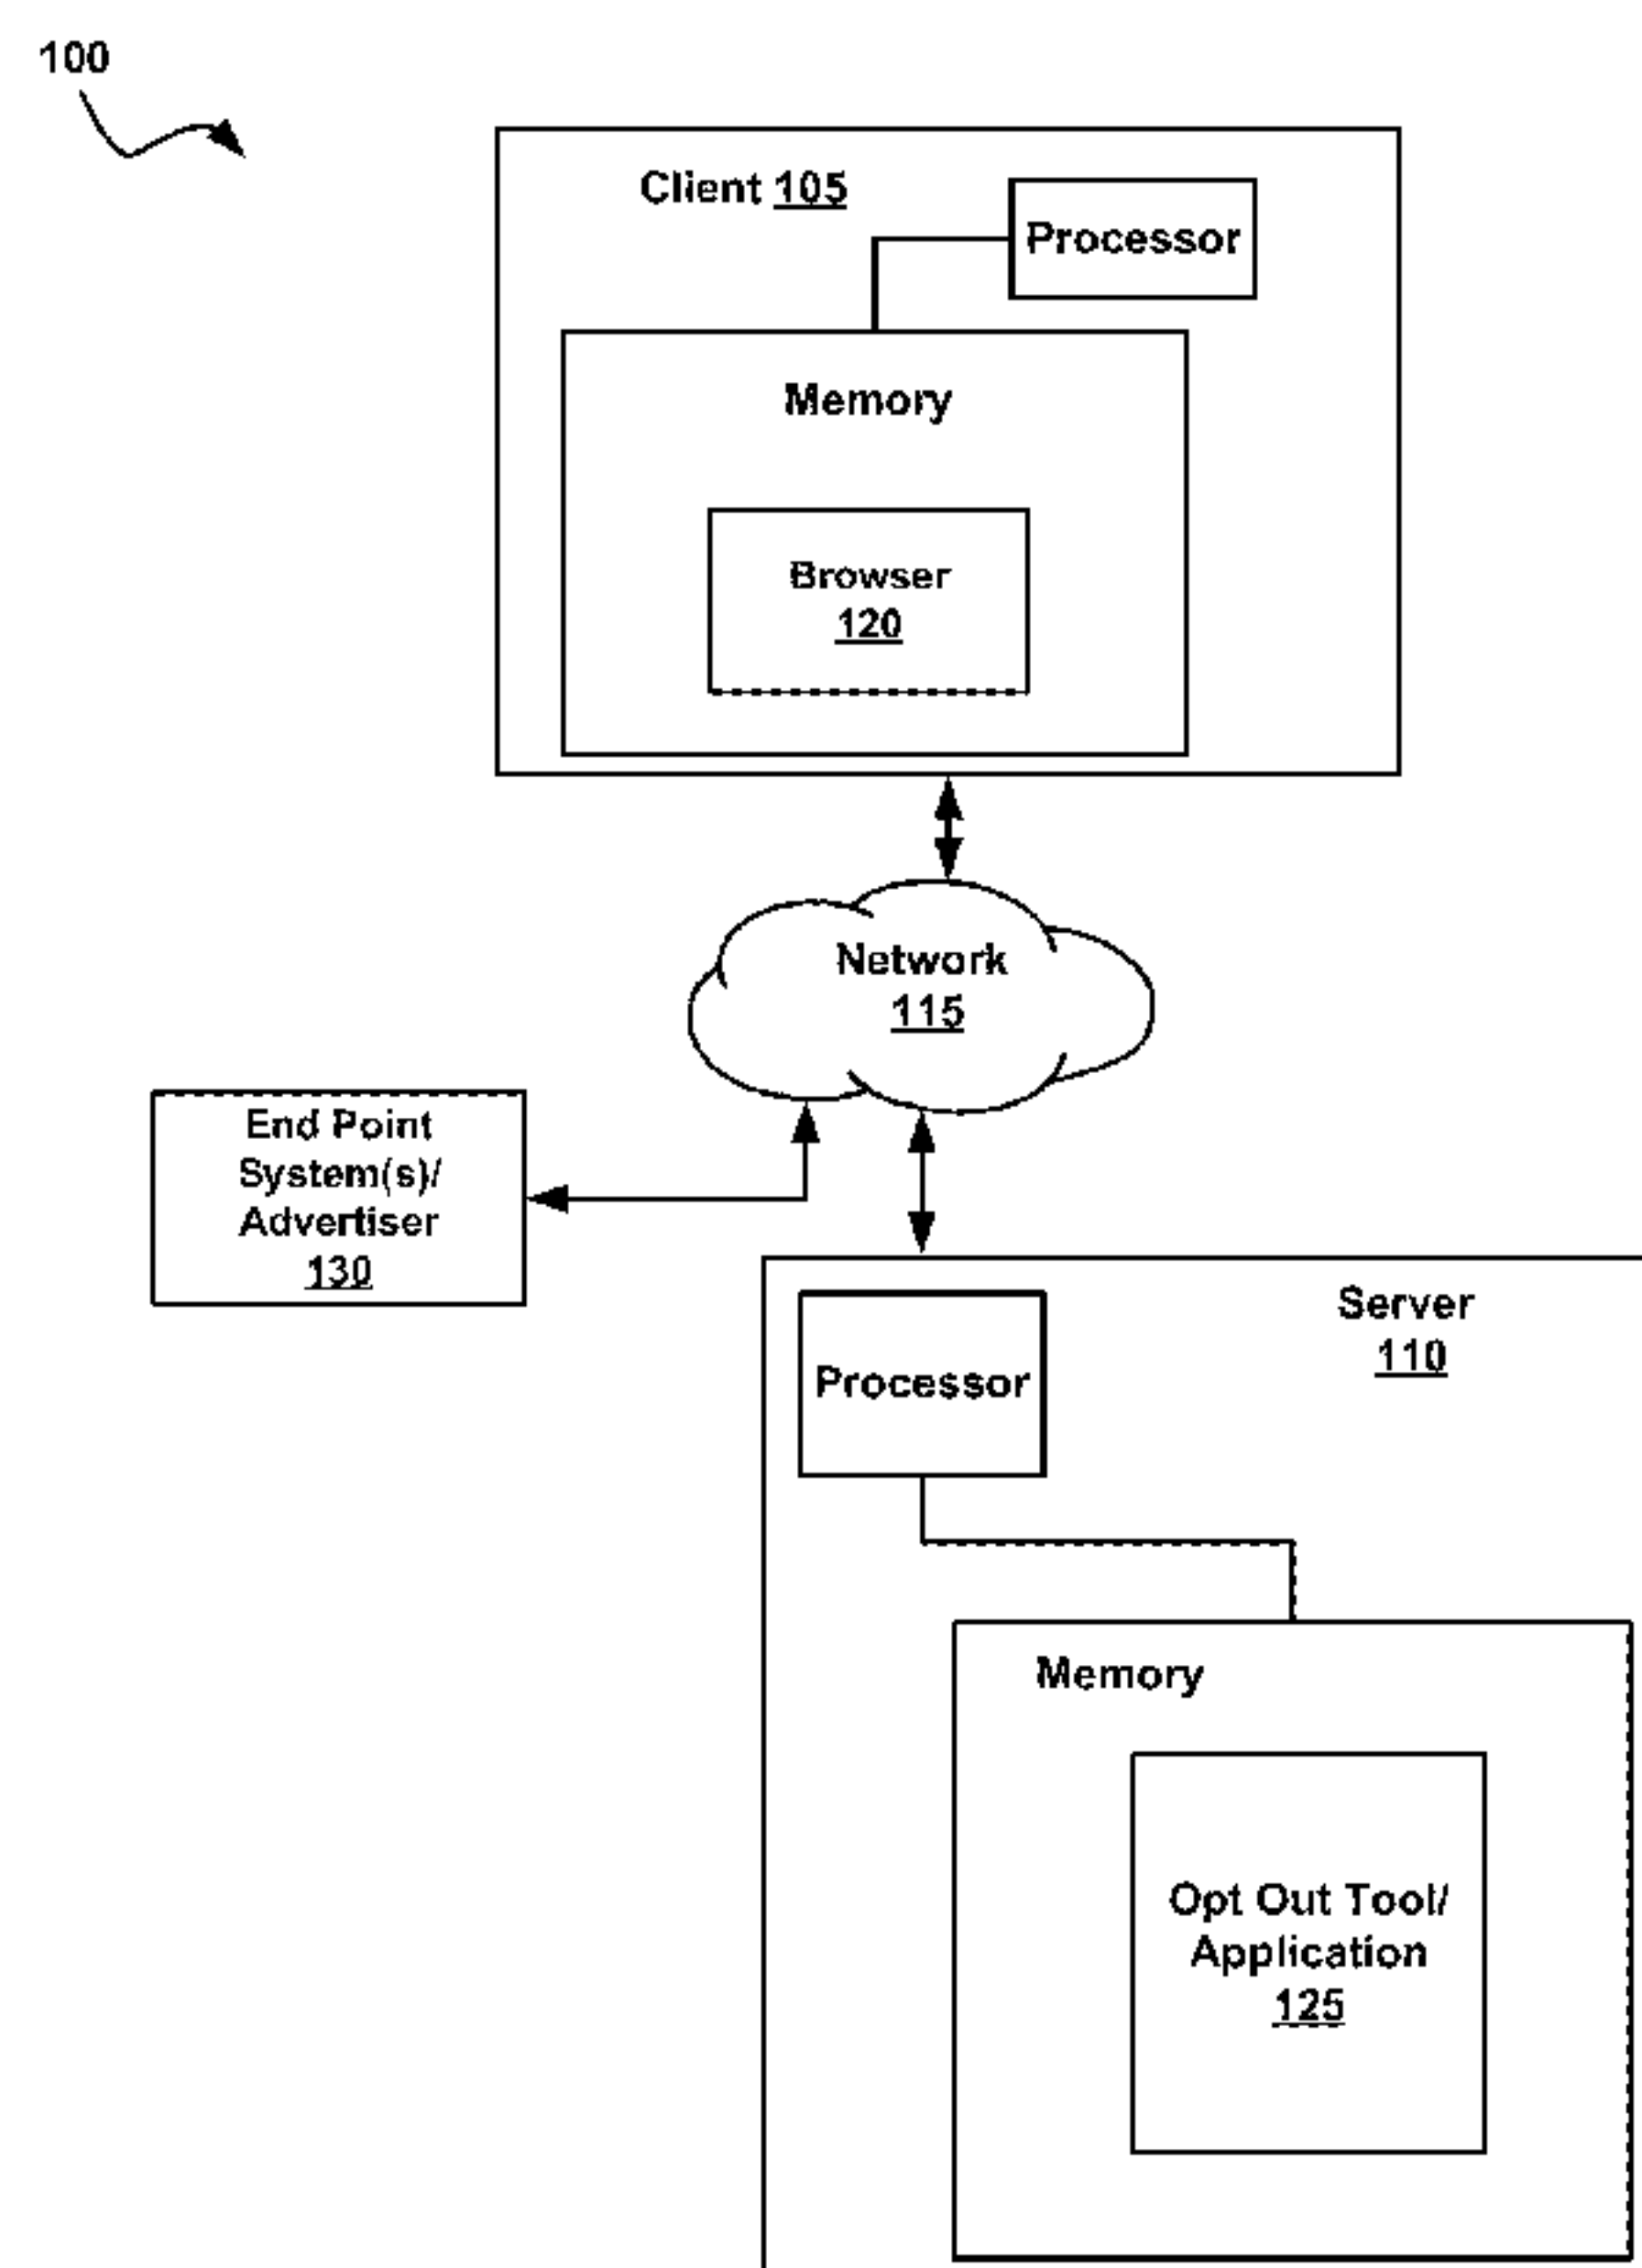 100
Client 105
Processor
Memory
Browser
120
Network
115
End Point
System(s)/
Advertiser
130
Server
110
Processor
Memory
Opt Out Tool/
Application
125